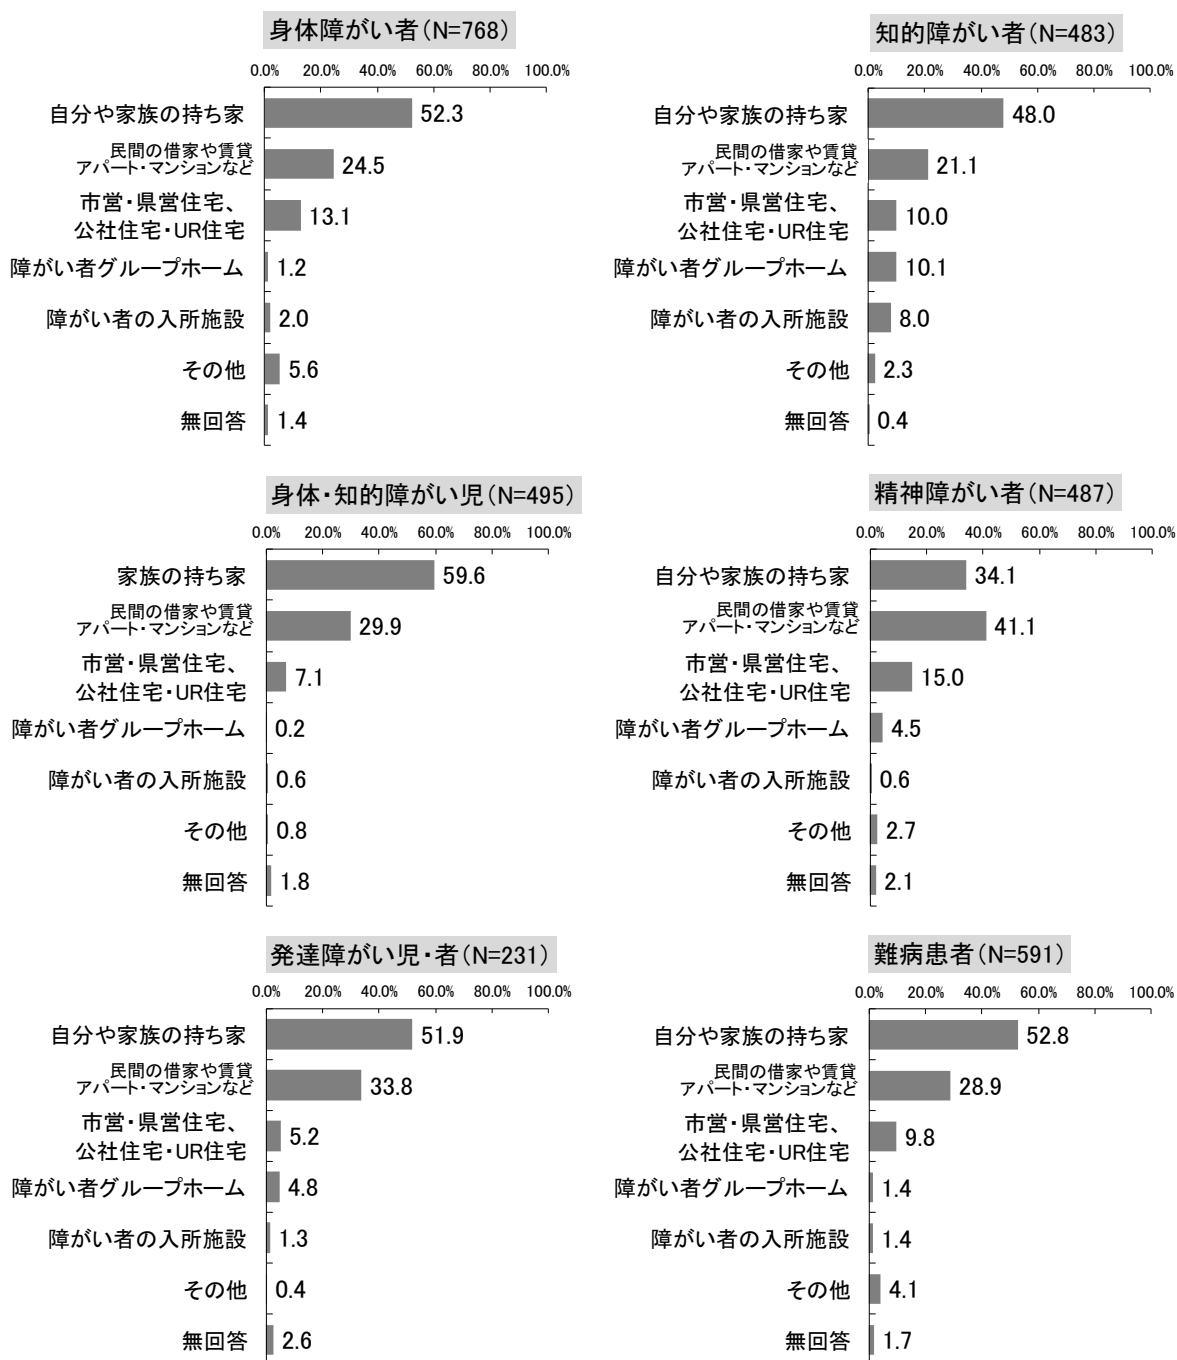 身体障がい者（N=768）
0.0% 20.0% 40.0% 60.0% 80.0% 100.0%
自分や家族の持ち家 52.3
民間の借家や賃貸
アパート・マンションなど 24.5
市営・県営住宅、
公社住宅・UR住宅 13.1
障がい者グループホーム 1.2
障がい者の入所施設 2.0
その他 5.6
無回答 1.4
知的障がい者（N=483）
0.0% 20.0% 40.0% 60.0% 80.0% 100.0%
自分や家族の持ち家 48.0
民間の借家や賃貸
アパート・マンションなど 21.1
市営・県営住宅、
公社住宅・UR住宅 10.0
障がい者グループホーム 10.1
障がい者の入所施設 8.0
その他 2.3
無回答 0.4
身体・知的障がい児（N=495）
0.0% 20.0% 40.0% 60.0% 80.0% 100.0%
家族の持ち家 59.6
民間の借家や賃貸
アパート・マンションなど 29.9
市営・県営住宅、
公社住宅・UR住宅 7.1
障がい者グループホーム 0.2
障がい者の入所施設 0.6
その他 0.8
無回答 1.8
精神障がい者（N=487）
0.0% 20.0% 40.0% 60.0% 80.0% 100.0%
自分や家族の持ち家 34.1
民間の借家や賃貸
アパート・マンションなど 41.1
市営・県営住宅、
公社住宅・UR住宅 15.0
障がい者グループホーム 4.5
障がい者の入所施設 0.6
その他 2.7
無回答 2.1
発達障がい児・者（N=231）
0.0% 20.0% 40.0% 60.0% 80.0% 100.0%
自分や家族の持ち家 51.9
民間の借家や賃貸
アパート・マンションなど 33.8
市営・県営住宅、
公社住宅・UR住宅 5.2
障がい者グループホーム 4.8
障がい者の入所施設 1.3
その他 0.4
無回答 2.6
難病患者（N=591）
0.0% 20.0% 40.0% 60.0% 80.0% 100.0%
自分や家族の持ち家 52.8
民間の借家や賃貸
アパート・マンションなど 28.9
市営・県営住宅、
公社住宅・UR住宅 9.8
障がい者グループホーム 1.4
障がい者の入所施設 1.4
その他 4.1
無回答 1.7